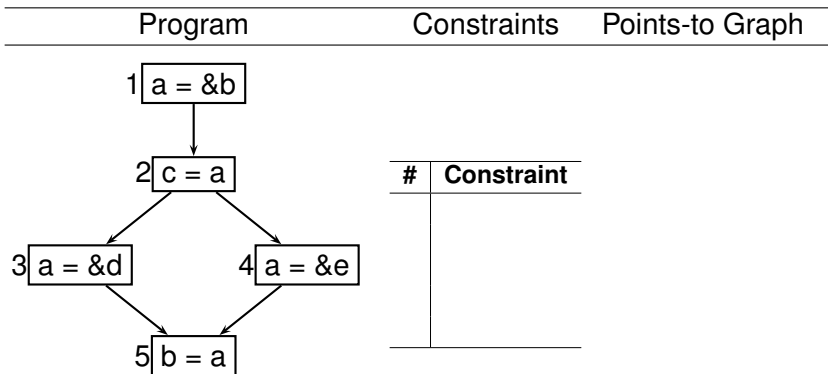 Program Constraints Points-to Graph
1 a = &b
2 c = a
# Constraint
3 a = &d 4 a = &e
5 b = a